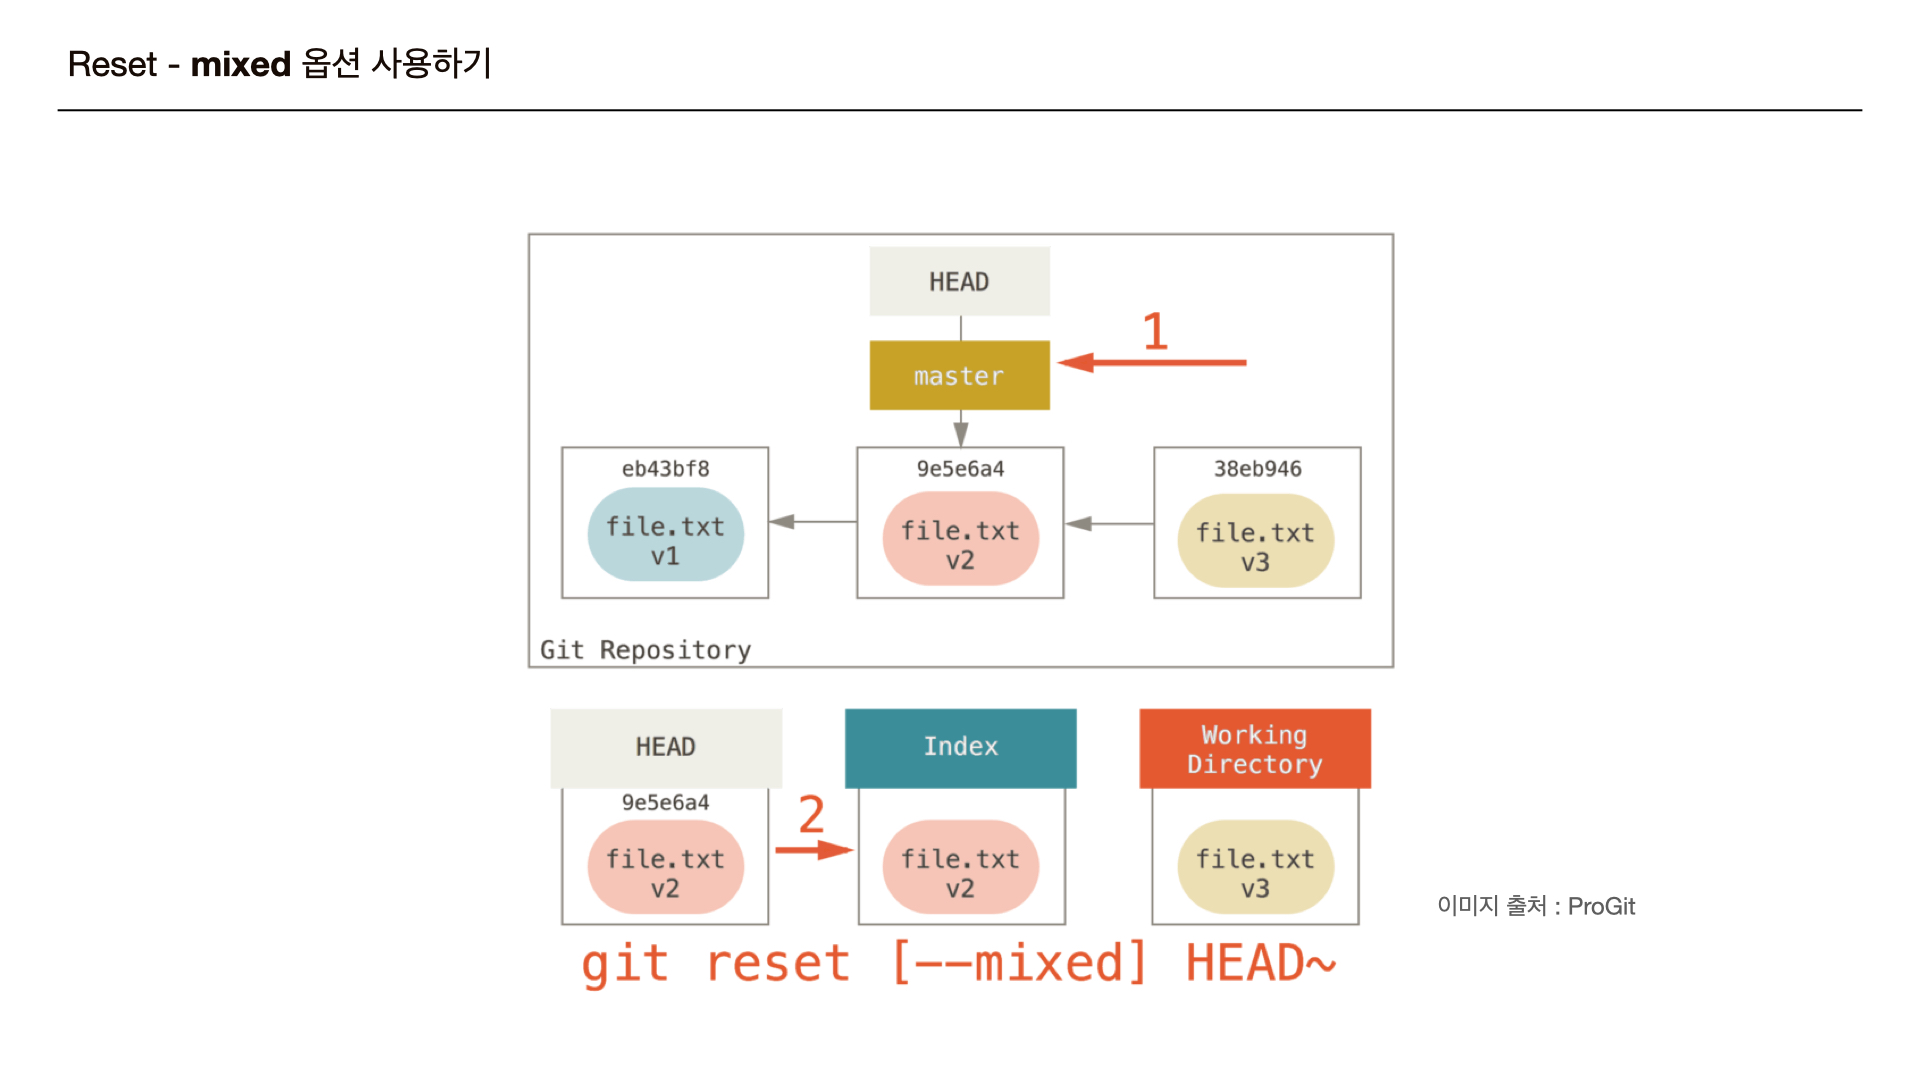 Reset - mixed 옵션 사용하기
HEAD
1
master
eb43bf8
file.txt
v1
9e5e6a4
file.txt
v2
38eb946
file.txt
v3
Git Repository
HEAD
9e5e6a4
file.txt
v2
2
Index
file.txt
v2
Working
Directory
file.txt
v3
이미지 출처 : ProGit
git reset [--mixed] HEAD~